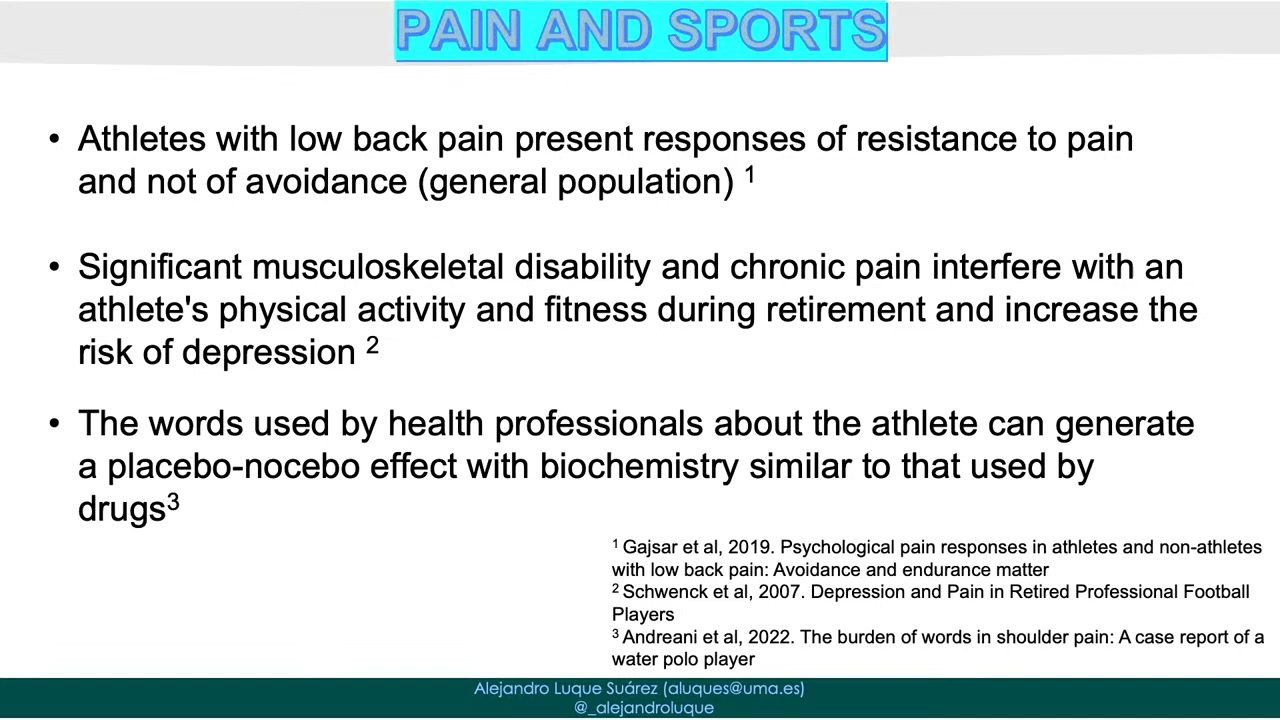 PAIN AND SPORTS
• Athletes with low back pain present responses of resistance to pain
and not of avoidance (general population) ¹
• Significant musculoskeletal disability and chronic pain interfere with an
athlete's physical activity and fitness during retirement and increase the
risk of depression ²
• The words used by health professionals about the athlete can generate
a placebo-nocebo effect with biochemistry similar to that used by
drugs³
¹ Gajsar et al, 2019. Psychological pain responses in athletes and non-athletes
with low back pain: Avoidance and endurance matter
² Schwenck et al, 2007. Depression and Pain in Retired Professional Football
Players
³ Andreani et al, 2022. The burden of words in shoulder pain: A case report of a
water polo player
Alejandro Luque Suárez (aluques@uma.es)
@_alejandroluque